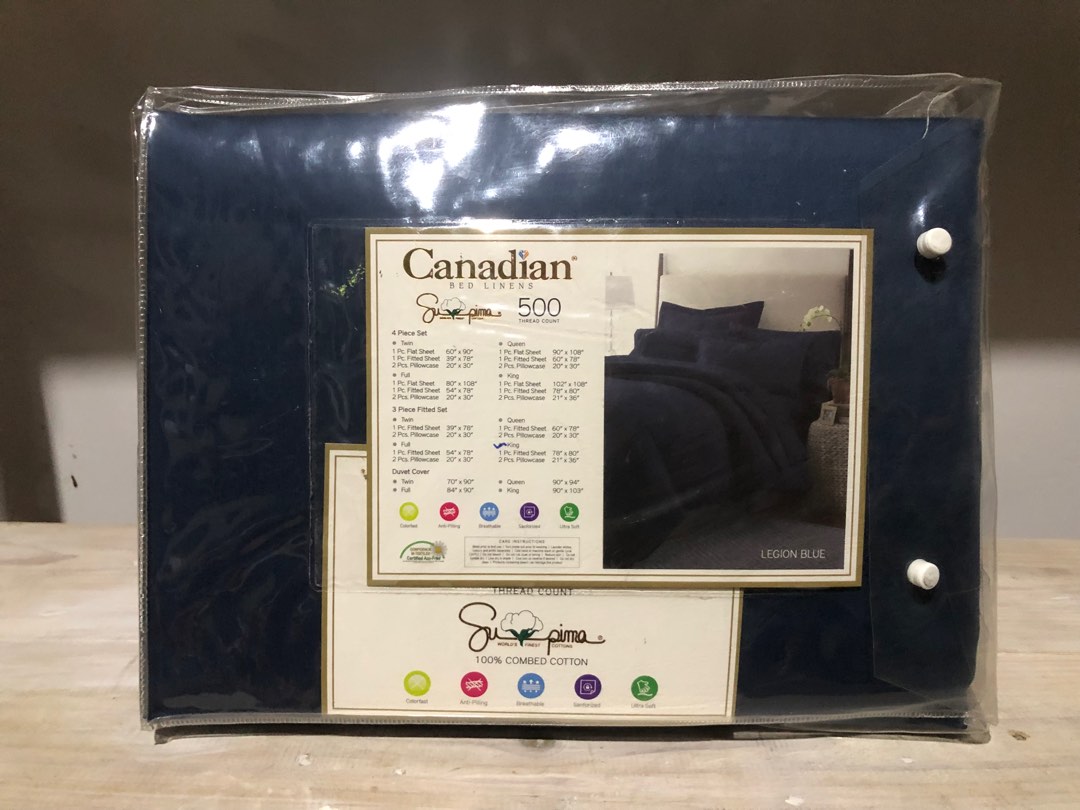 Canadian
BED LINENS
Supima 500
THREAD COUNT
4 Piece Set
Twin
1 Pc. Flat Sheet 60" x 90"
1 Pc. Fitted Sheet 39" x 78"
2 Pcs. Pillowcase 20" x 30"
Queen
1 Pc. Flat Sheet 90" x 108"
1 Pc. Fitted Sheet 60" x 78"
2 Pcs. Pillowcase 20" x 30"
Full
1 Pc. Flat Sheet 80" x 108"
1 Pc. Fitted Sheet 54" x 78"
2 Pcs. Pillowcase 20" x 30"
King
1 Pc. Flat Sheet 102" x 108"
1 Pc. Fitted Sheet 78" x 80"
2 Pcs. Pillowcase 21" x 36"
3 Piece Fitted Set
Twin
1 Pc. Fitted Sheet 39" x 78"
2 Pcs. Pillowcase 20" x 30"
Queen
1 Pc. Fitted Sheet 60" x 78"
2 Pcs. Pillowcase 20" x 30"
Full
1 Pc. Fitted Sheet 54" x 78"
2 Pcs. Pillowcase 20" x 30"
King
1 Pc. Fitted Sheet 78" x 80"
2 Pcs. Pillowcase 21" x 36"
Duvet Cover
Twin 70" x 90"
Full 84" x 90"
Queen 90" x 94"
King 90" x 103"
Colorfast Anti-Pilling Breathable Sanitized Ultra Soft
CARE INSTRUCTIONS
Certified Azo-Free
LEGION BLUE
THREAD COUNT
Supima
WORLD'S FINEST COTTONS
100% COMBED COTTON
Colorfast Anti-Pilling Breathable Sanitized Ultra-Soft